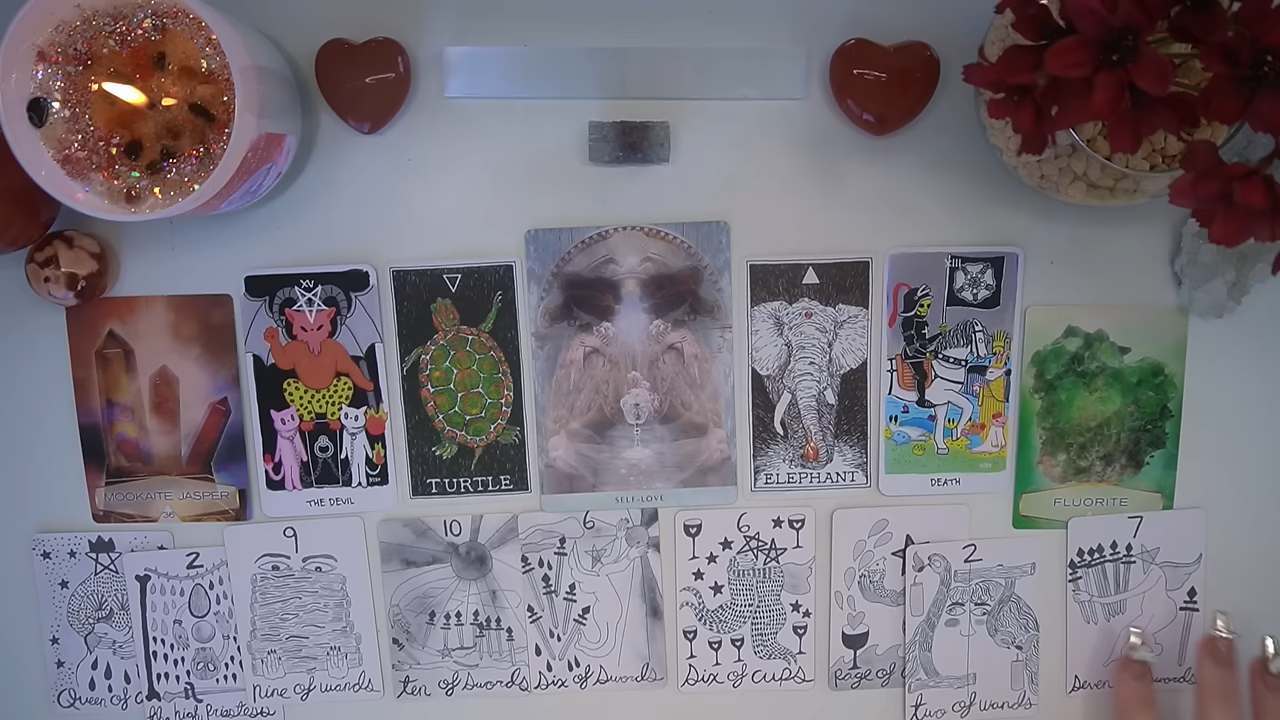 XV
THE DEVIL
TURTLE
SELF-LOVE
ELEPHANT
XIII
DEATH
MOOKAITE JASPER
36
FLUORITE
Queen of
2
the high Priestess
9
nine of wands
10
ten of Swords
6
Six of Swords
6
Six of Cups
Page of
2
two of wands
7
Seven